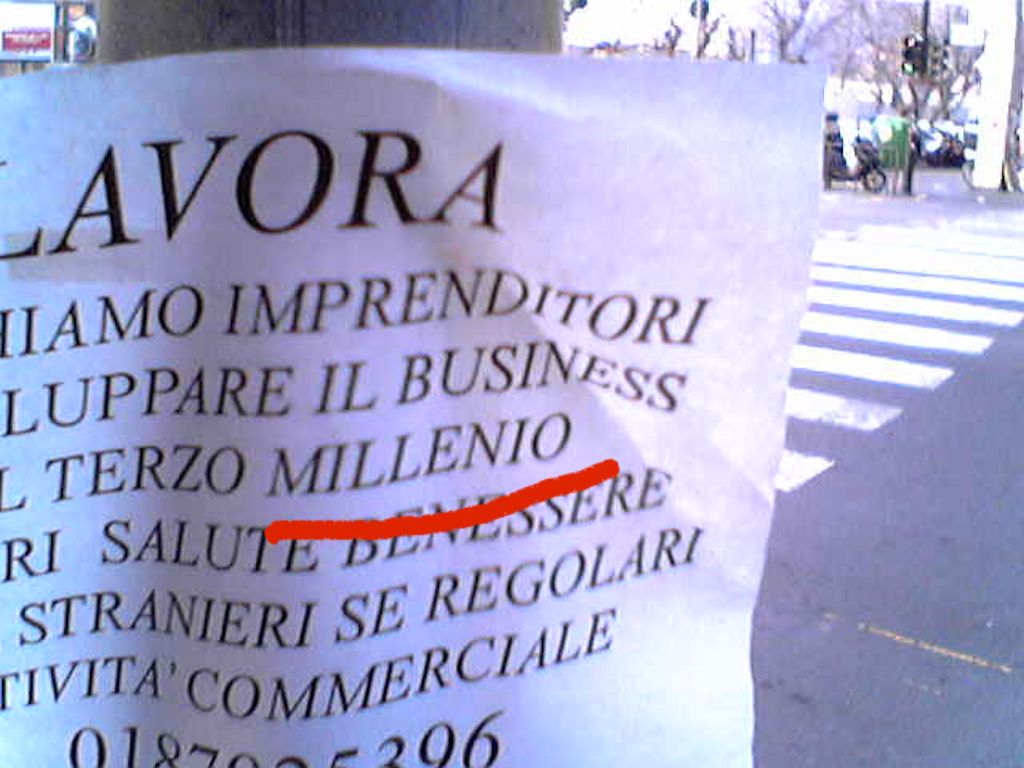 LAVORA
HIAMO IMPRENDITORI
LUPPARE IL BUSINESS
L TERZO MILLENIO
RI SALUTE BENESSERE
STRANIERI SE REGOLARI
TIVITA' COMMERCIALE